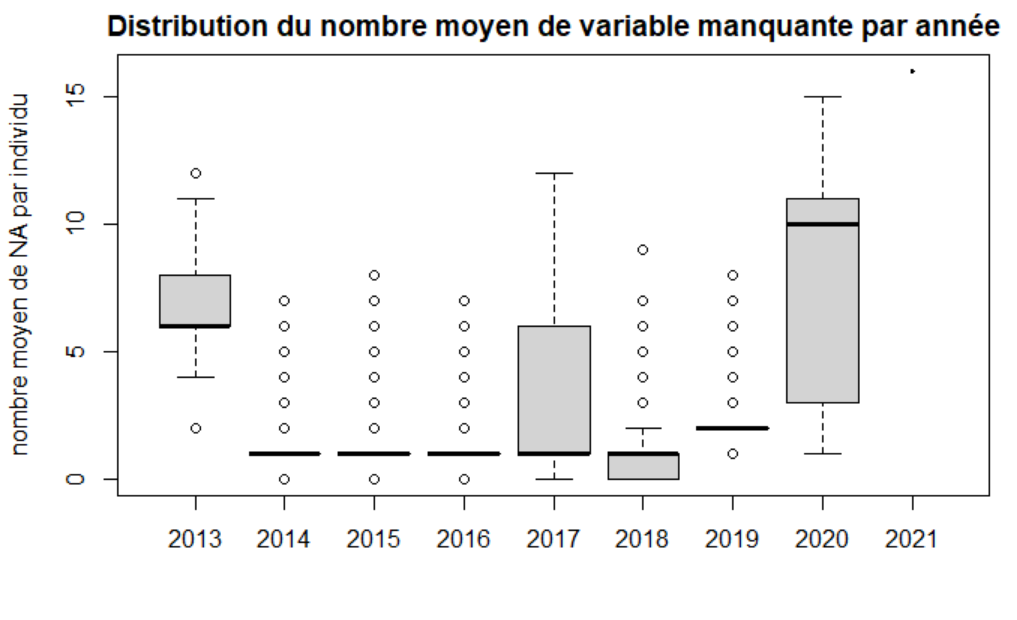 Distribution du nombre moyen de variable manquante par année
nombre moyen de NA par individu
15
10
5
0
2013 2014 2015 2016 2017 2018 2019 2020 2021